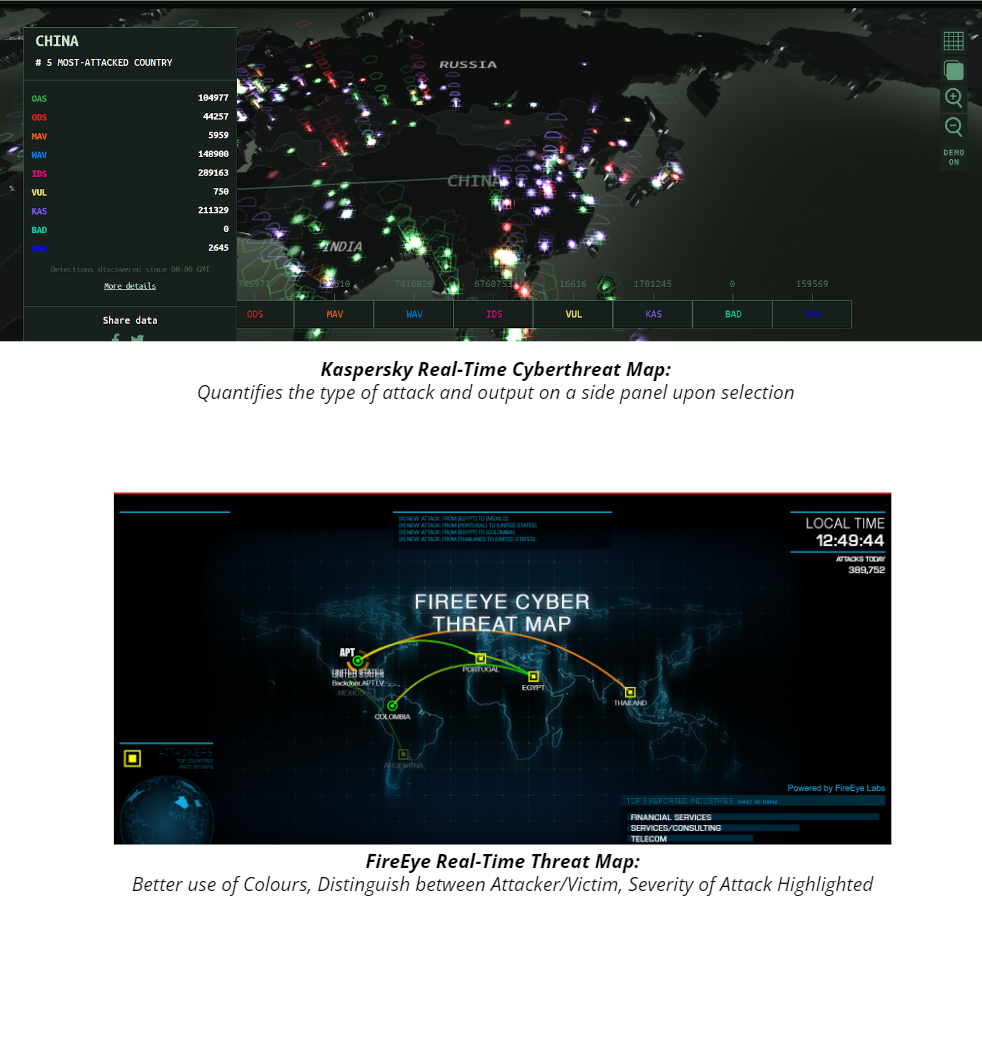 CHINA
# 5 MOST-ATTACKED COUNTRY
OAS 104977
ODS 44257
MAV 5959
WAV 148900
IDS 289163
VUL 750
KAS 211329
BAD 0
2645
Detections discovered since 00:00 GMT
More details
Share data
RUSSIA
CHINA
INDIA
DEMO
ON
7410826 16616 1701245 0 159569
ODS MAV WAV IDS VUL KAS BAD
Kaspersky Real-Time Cyberthreat Map:
Quantifies the type of attack and output on a side panel upon selection
[X] NEW ATTACK: FROM [EGYPT] TO [MEXICO]
[X] NEW ATTACK: FROM [PORTUGAL] TO [UNITED STATES]
[X] NEW ATTACK: FROM [EGYPT] TO [COLOMBIA]
[X] NEW ATTACK: FROM [THAILAND] TO [UNITED STATES]
LOCAL TIME
12:49:44
ATTACKS TODAY
389,752
FIREEYE CYBER
THREAT MAP
APT
UNITED STATES
Backdoor.APT.LV
MEXICO
PORTUGAL
EGYPT
THAILAND
COLOMBIA
ARGENTINA
ATTACKERS
TOP COUNTRIES
(PAST 30 DAYS)
Powered by FireEye Labs
TOP 5 REPORTED INDUSTRIES (PAST 30 DAYS)
FINANCIAL SERVICES
SERVICES/CONSULTING
TELECOM
FireEye Real-Time Threat Map:
Better use of Colours, Distinguish between Attacker/Victim, Severity of Attack Highlighted